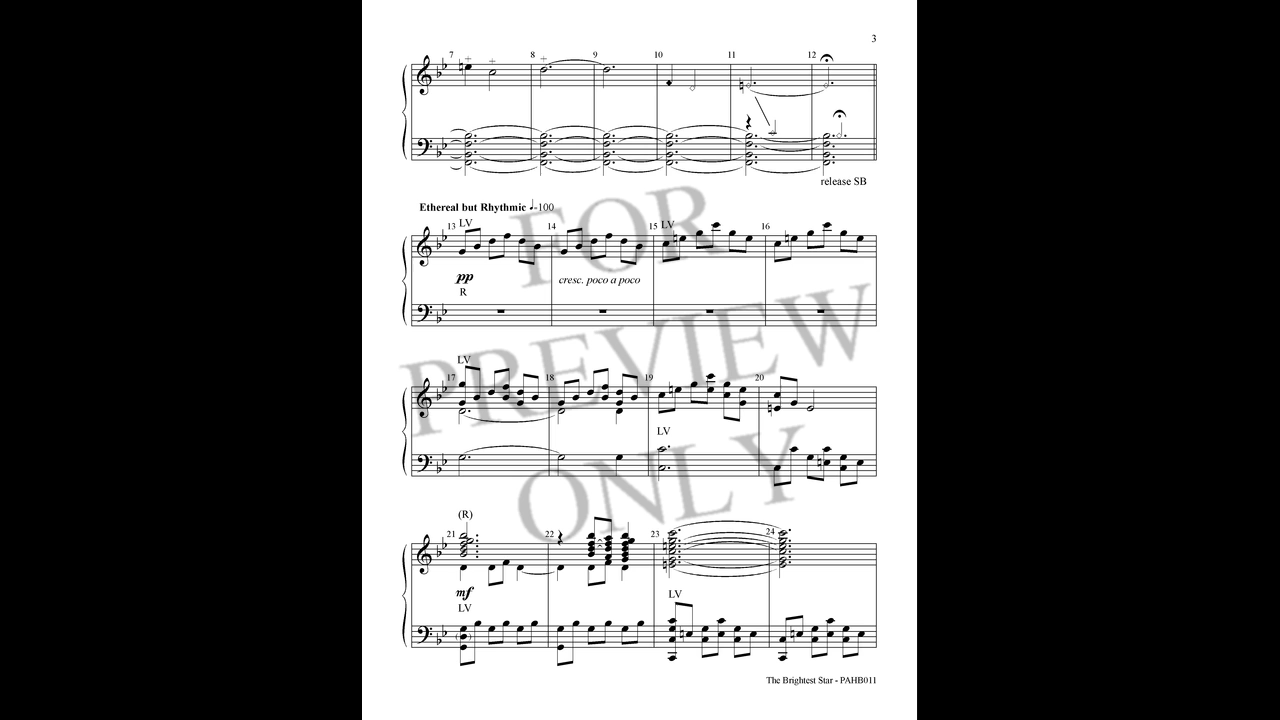 3
7 8 9 10 11 12
release SB
Ethereal but Rhythmic ♩=100
13 LV 14 15 LV 16
pp cresc. poco a poco
R
LV
17 18 19 20
LV
(R)
21 22 23 24
mf
LV LV
FOR
PREVIEW
ONLY
The Brightest Star - PAHB011